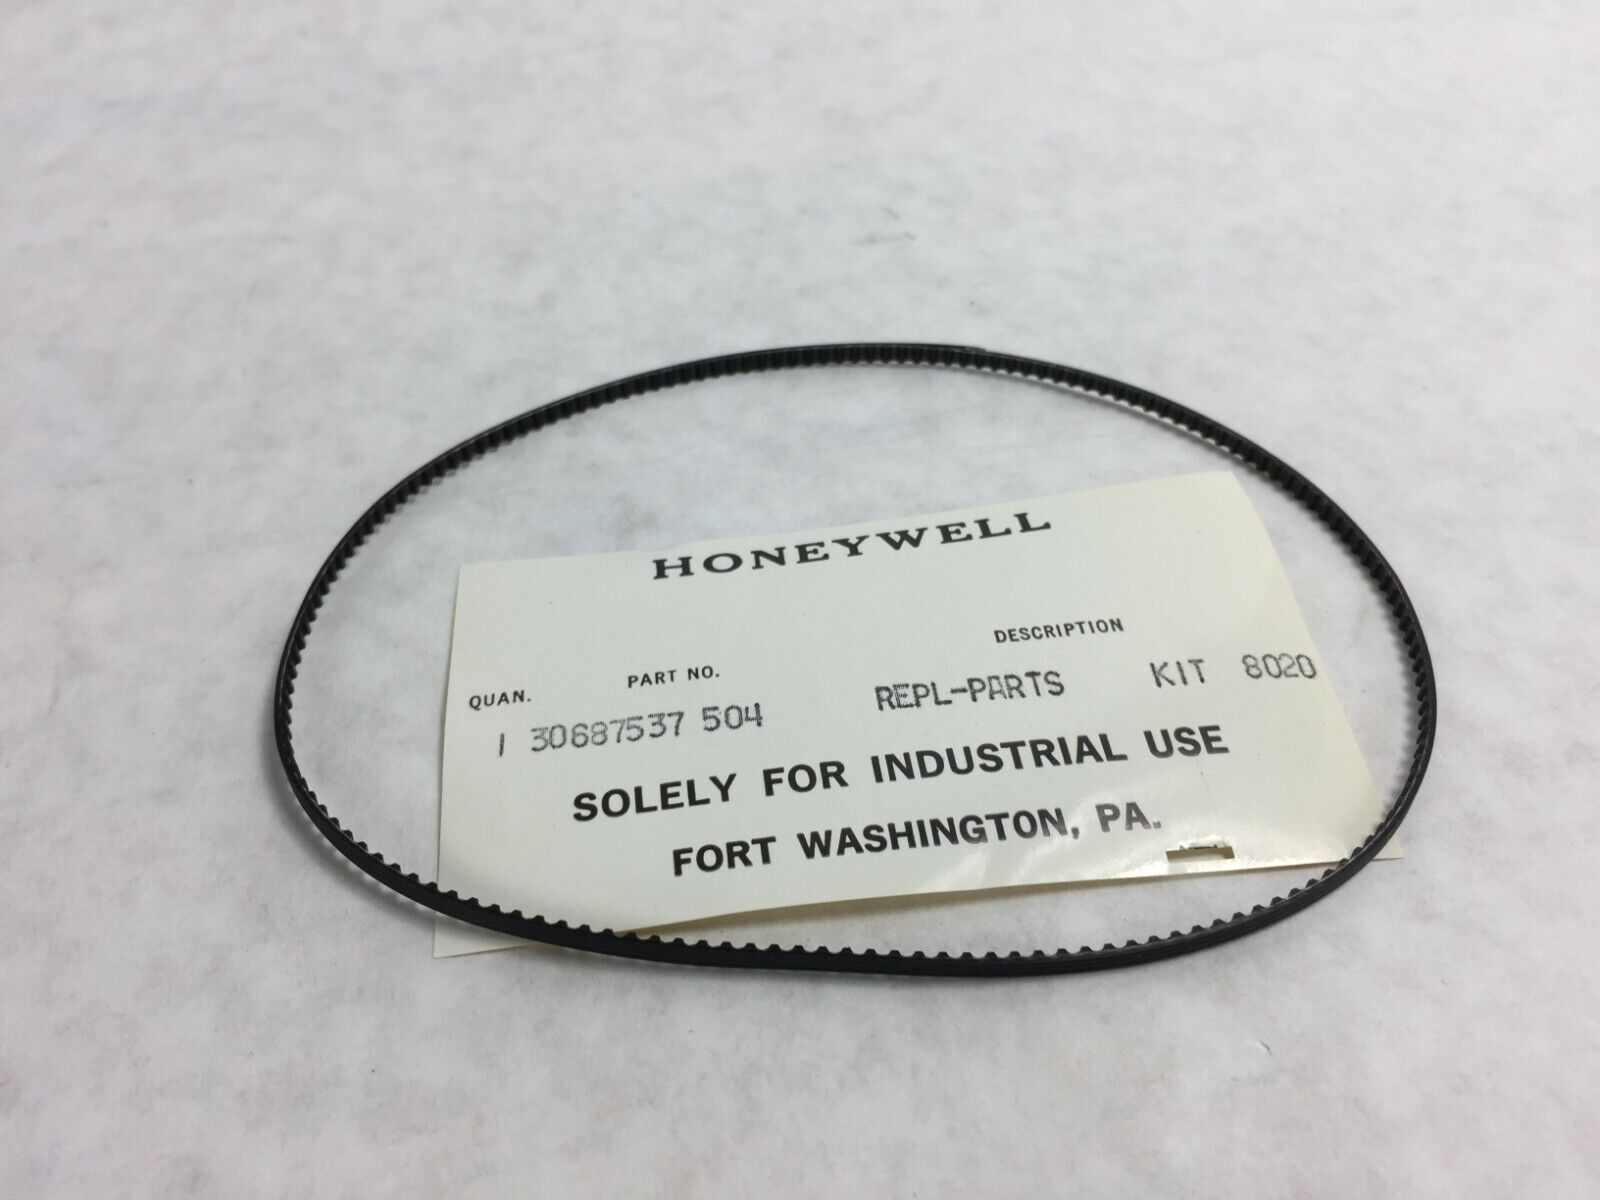 HONEYWELL
QUAN. PART NO. DESCRIPTION
1 30687537 504 REPL-PARTS KIT 8020
SOLELY FOR INDUSTRIAL USE
FORT WASHINGTON, PA.